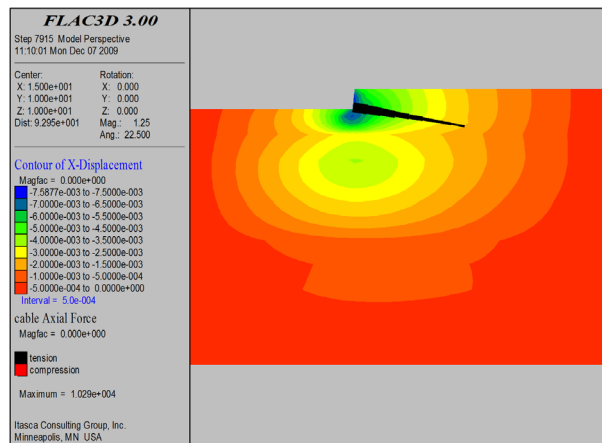 FLAC3D 3.00
Step 7915 Model Perspective
11:10:01 Mon Dec 07 2009
Center:
X: 1.500e+001
Y: 1.000e+001
Z: 1.000e+001
Dist: 9.295e+001
Rotation:
X: 0.000
Y: 0.000
Z: 0.000
Mag.: 1.25
Ang.: 22.500
Contour of X-Displacement
Magfac = 0.000e+000
-7.5877e-003 to -7.5000e-003
-7.0000e-003 to -6.5000e-003
-6.0000e-003 to -5.5000e-003
-5.0000e-003 to -4.5000e-003
-4.0000e-003 to -3.5000e-003
-3.0000e-003 to -2.5000e-003
-2.0000e-003 to -1.5000e-003
-1.0000e-003 to -5.0000e-004
-5.0000e-004 to 0.0000e+000
Interval = 5.0e-004
cable Axial Force
Magfac = 0.000e+000
tension
compression
Maximum = 1.029e+004
Itasca Consulting Group, Inc.
Minneapolis, MN USA